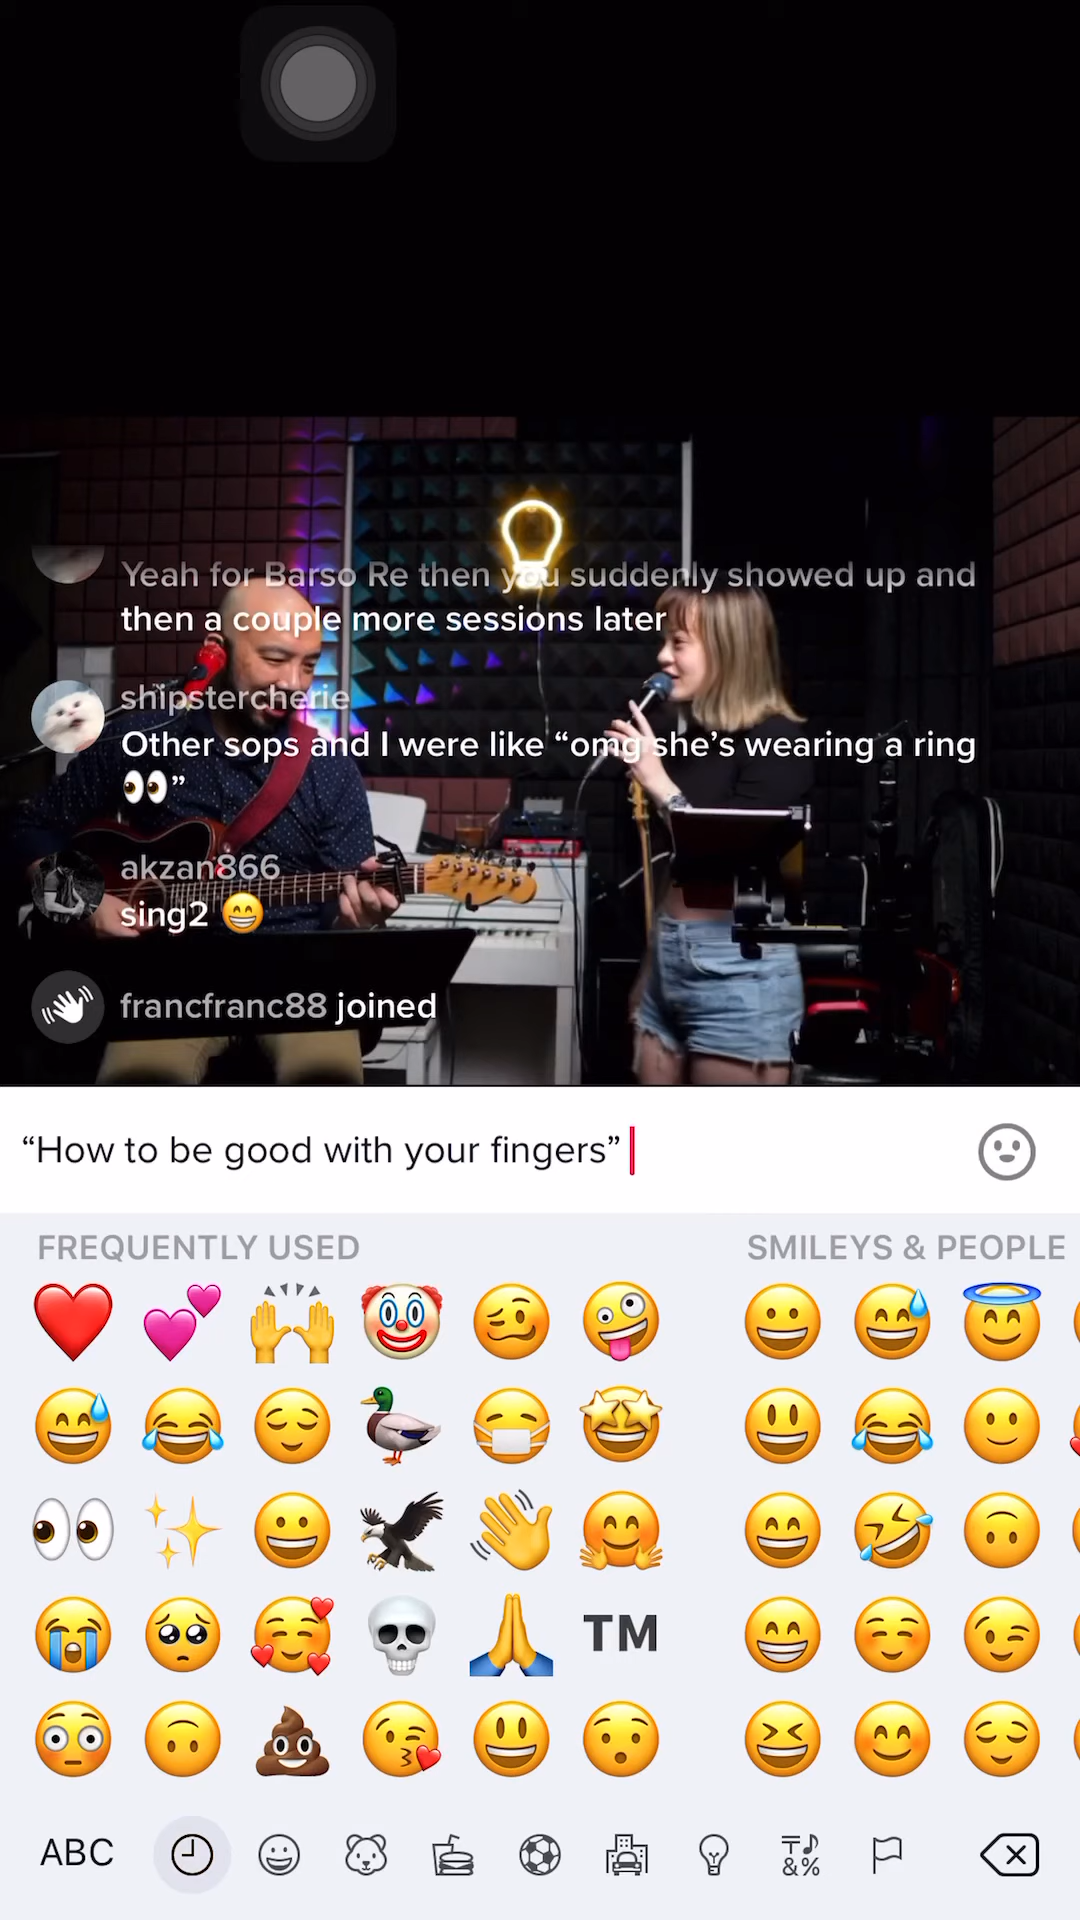 Yeah for Barso Re then you suddenly showed up and
then a couple more sessions later
shipstercherie
Other sops and I were like “omg she’s wearing a ring
👀”
akzan866
sing2 😁
francfranc88 joined
“How to be good with your fingers”
FREQUENTLY USED SMILEYS & PEOPLE
TM
ABC